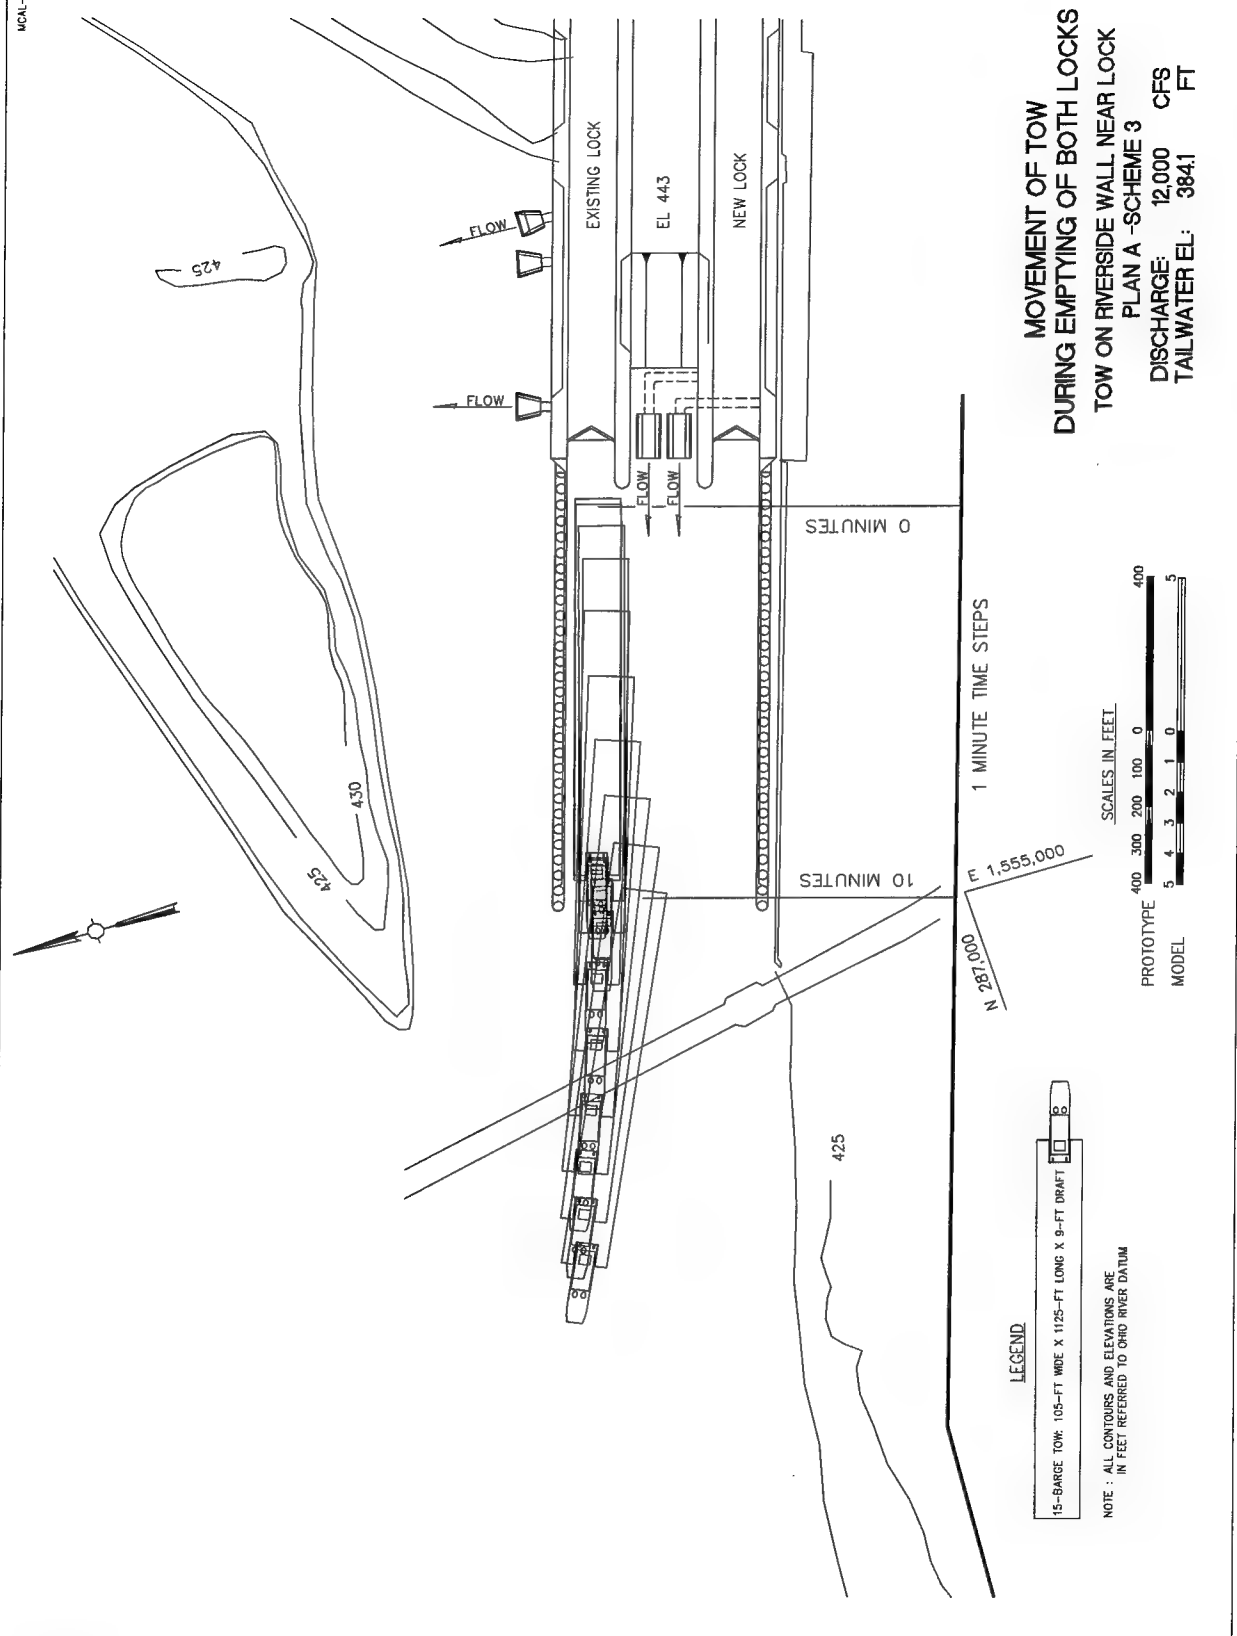 MCAL-
425
FLOW
FLOW
EXISTING LOCK
EL 443
NEW LOCK
FLOW
FLOW
0 MINUTES
430
425
10 MINUTES
1 MINUTE TIME STEPS
E 1,555,000
N 287,000
425
MOVEMENT OF TOW
DURING EMPTYING OF BOTH LOCKS
TOW ON RIVERSIDE WALL NEAR LOCK
PLAN A -SCHEME 3
DISCHARGE: 12,000 CFS
TAILWATER EL: 384.1 FT
SCALES IN FEET
PROTOTYPE 400 300 200 100 0 400
MODEL 5 4 3 2 1 0 5
LEGEND
15-BARGE TOW: 105-FT WIDE X 1125-FT LONG X 9-FT DRAFT
NOTE : ALL CONTOURS AND ELEVATIONS ARE
IN FEET REFERRED TO OHIO RIVER DATUM